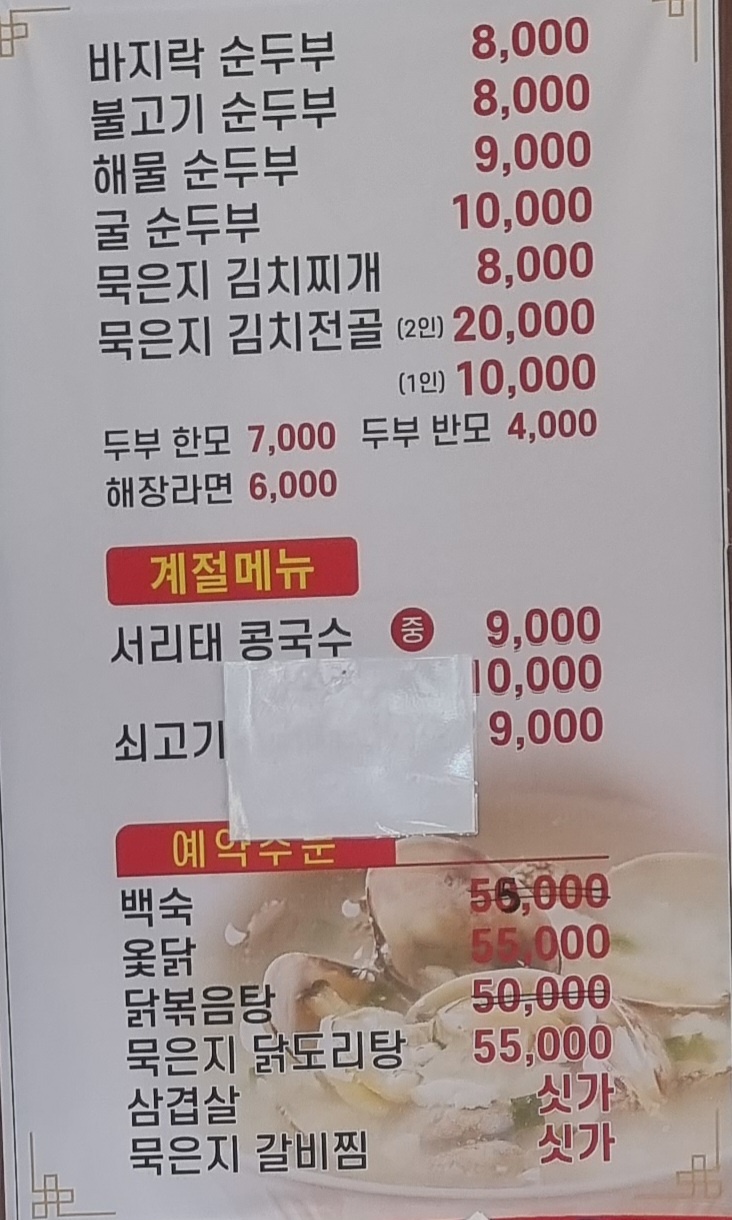 바지락 순두부 8,000
불고기 순두부 8,000
해물 순두부 9,000
굴 순두부 10,000
묵은지 김치찌개 8,000
묵은지 김치전골 (2인) 20,000
(1인) 10,000
두부 한모 7,000 두부 반모 4,000
해장라면 6,000
계절메뉴
서리태 콩국수 중 9,000
10,000
쇠고기 9,000
예약주문
백숙
옻닭 55,000
닭볶음탕 50,000
묵은지 닭도리탕 55,000
삼겹살 싯가
묵은지 갈비찜 싯가